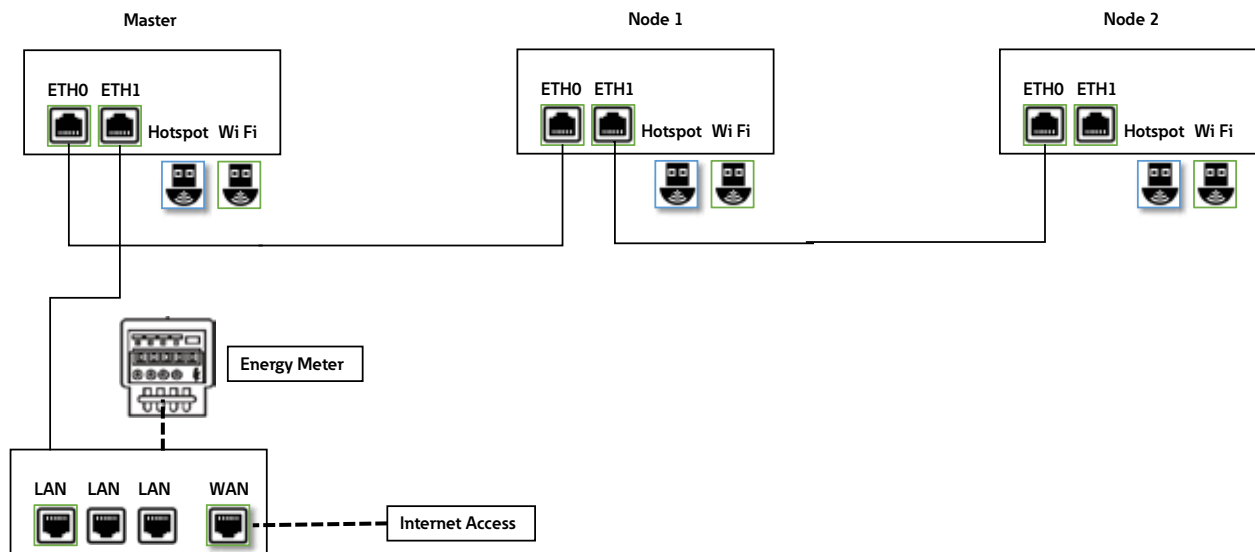 Master Node 1 Node 2
ETH0 ETH1 ETH0 ETH1 ETH0 ETH1
Hotspot Wi Fi Hotspot Wi Fi Hotspot Wi Fi
Energy Meter
LAN LAN LAN WAN
Internet Access